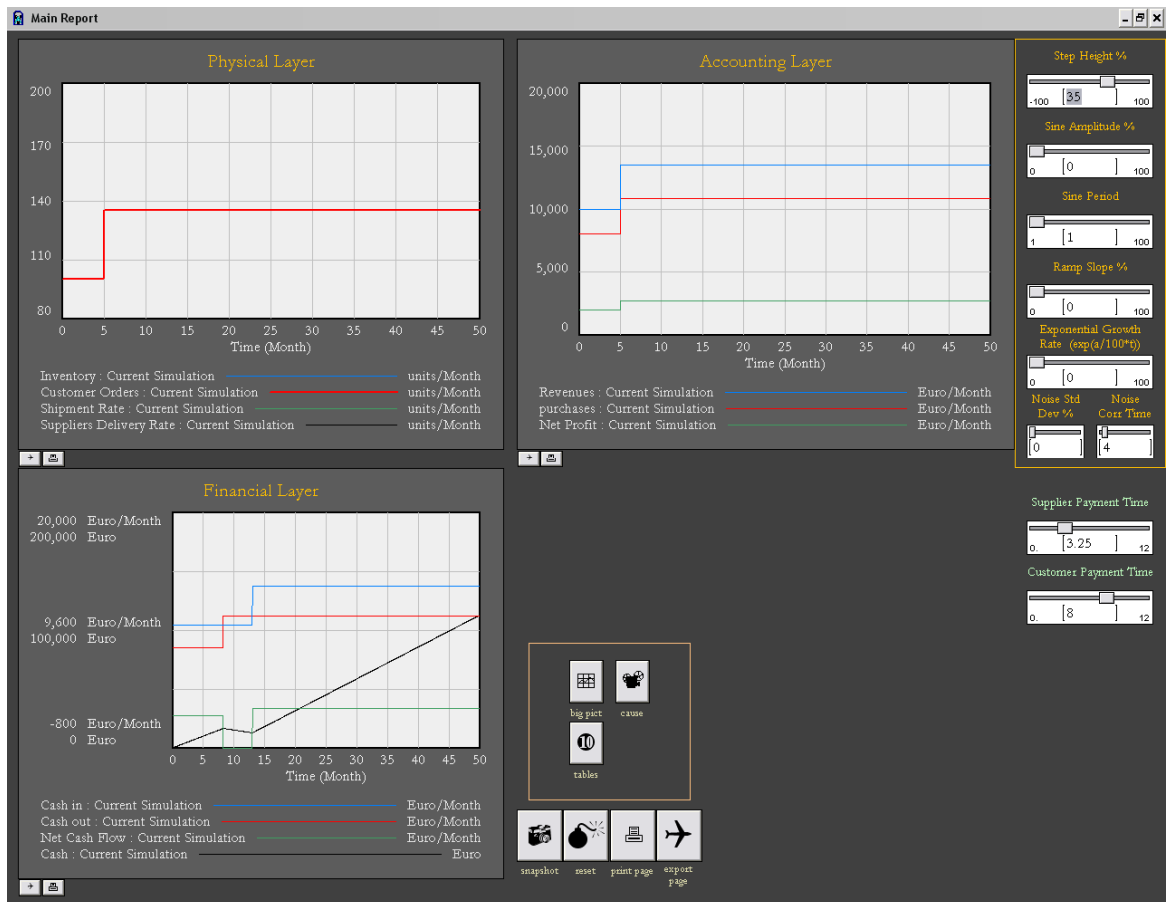 Main Report
Physical Layer
200
170
140
110
80
0 5 10 15 20 25 30 35 40 45 50
Time (Month)
Inventory : Current Simulation units/Month
Customer Orders : Current Simulation units/Month
Shipment Rate : Current Simulation units/Month
Suppliers Delivery Rate : Current Simulation units/Month
Accounting Layer
20,000
15,000
10,000
5,000
0
0 5 10 15 20 25 30 35 40 45 50
Time (Month)
Revenues : Current Simulation Euro/Month
purchases : Current Simulation Euro/Month
Net Profit : Current Simulation Euro/Month
Step Height %
-100 [35 ] 100
Sine Amplitude %
0 [0 ] 100
Sine Period
1 [1 ] 100
Ramp Slope %
0 [0 ] 100
Exponential Growth
Rate (exp(a/100*t))
0 [0 ] 100
Noise Std
Dev %
[0 ]
Noise
Corr Time
[4 ]
Financial Layer
20,000 Euro/Month
200,000 Euro
9,600 Euro/Month
100,000 Euro
-800 Euro/Month
0 Euro
0 5 10 15 20 25 30 35 40 45 50
Time (Month)
Cash in : Current Simulation Euro/Month
Cash out : Current Simulation Euro/Month
Net Cash Flow : Current Simulation Euro/Month
Cash : Current Simulation Euro
Supplier Payment Time
0. [3.25 ] 12
Customer Payment Time
0. [8 ] 12
big pict
cause
10
tables
snapshot
reset
print page
export
page